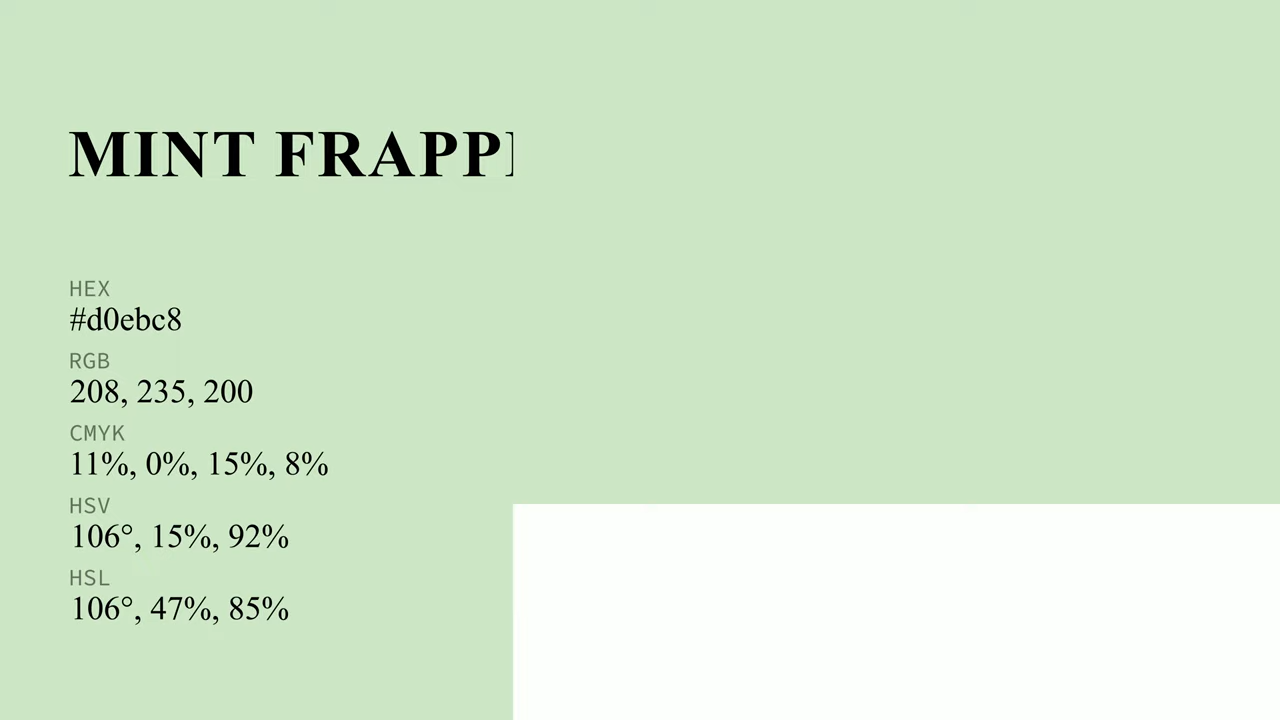 MINT FRAPP
HEX
#d0ebc8
RGB
208, 235, 200
CMYK
11%, 0%, 15%, 8%
HSV
106°, 15%, 92%
HSL
106°, 47%, 85%